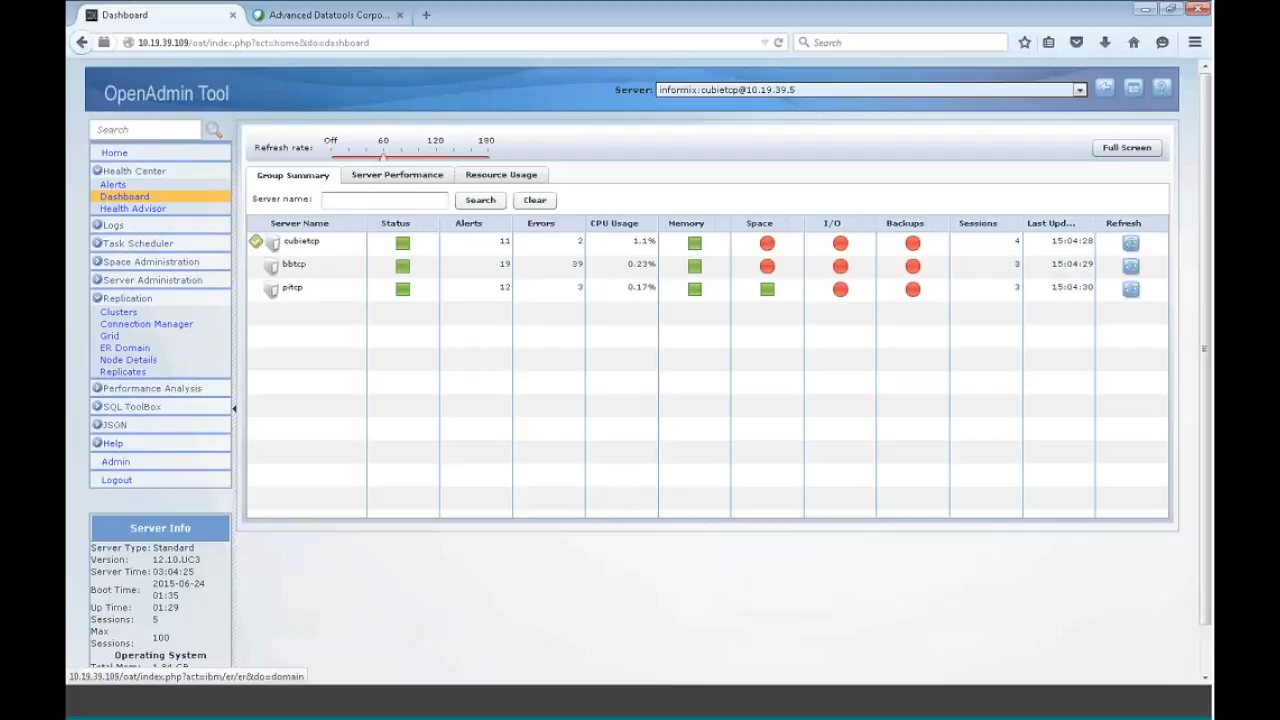 Dashboard
Advanced Datatools Corpo...
10.19.39.109/oat/index.php?act=home&do=dashboard
Search
OpenAdmin Tool
Server: informix:cubietcp@10.19.39.5
Search
Home
Health Center
Alerts
Dashboard
Health Advisor
Logs
Task Scheduler
Space Administration
Server Administration
Replication
Clusters
Connection Manager
Grid
ER Domain
Node Details
Replicates
Performance Analysis
SQL ToolBox
JSON
Help
Admin
Logout
Server Info
Server Type: Standard
Version: 12.10.UC3
Server Time: 03:04:25
Boot Time: 2015-06-24 01:35
Up Time: 01:29
Sessions: 5
Max Sessions: 100
Operating System
Refresh rate: Off 60 120 180
Full Screen
Group Summary Server Performance Resource Usage
Server name: Search Clear
Server Name Status Alerts Errors CPU Usage Memory Space I/O Backups Sessions Last Upd... Refresh
cubietcp 11 2 1.1% 4 15:04:28
bbtcp 19 39 0.23% 3 15:04:29
pitcp 12 3 0.17% 3 15:04:30
10.19.39.109/oat/index.php?act=ibm/er/er&do=domain